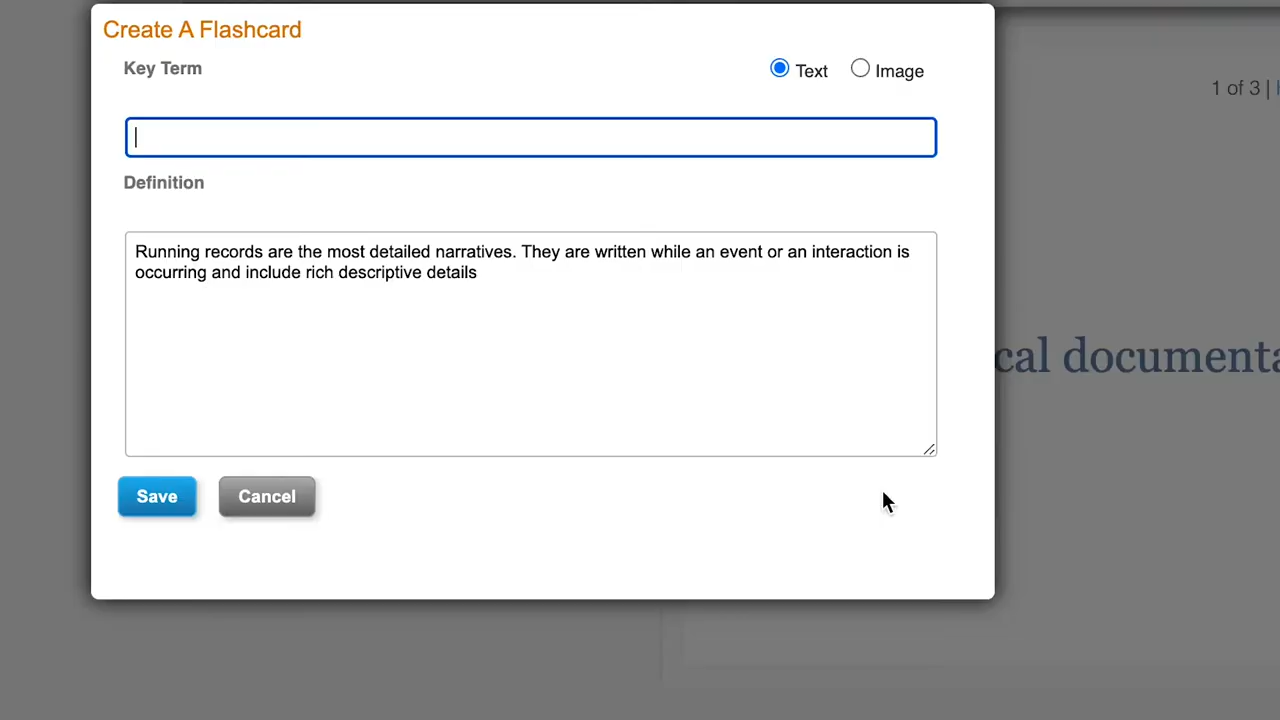 Create A Flashcard
Key Term
Text
Image
1 of 3 |
Definition
Running records are the most detailed narratives. They are written while an event or an interaction is
occurring and include rich descriptive details
cal documenta
Save
Cancel